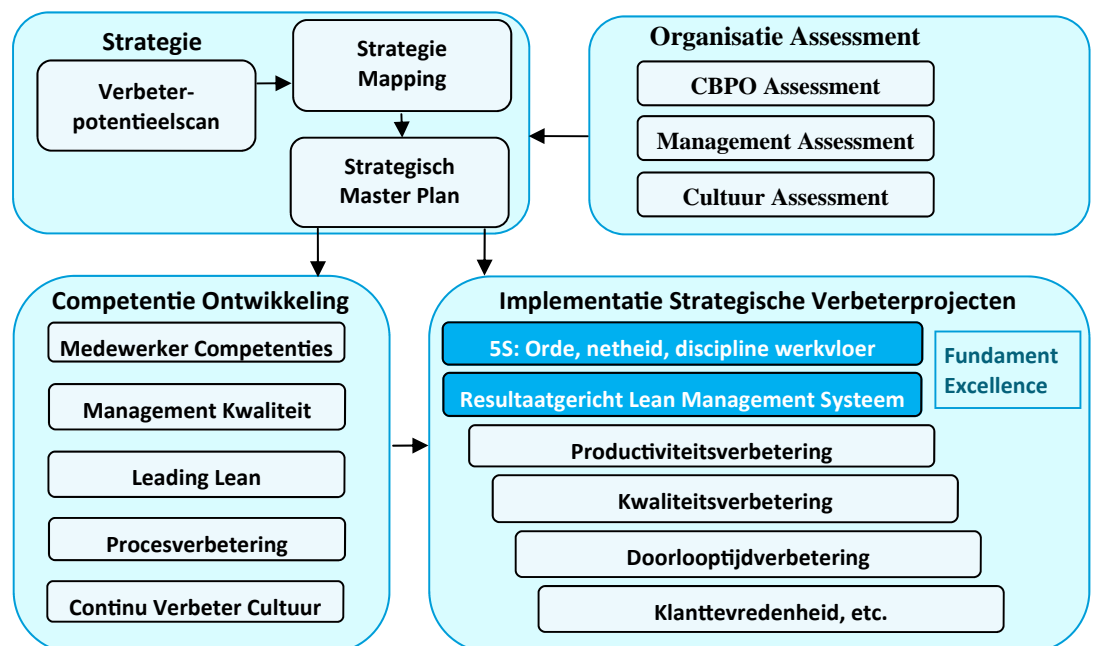 Strategie
Verbeter-
potentieelscan
Strategie
Mapping
Strategisch
Master Plan
Organisatie Assessment
CBPO Assessment
Management Assessment
Cultuur Assessment
Competentie Ontwikkeling
Medewerker Competenties
Management Kwaliteit
Leading Lean
Procesverbetering
Continu Verbeter Cultuur
Implementatie Strategische Verbeterprojecten
5S: Orde, netheid, discipline werkvloer
Resultaatgericht Lean Management Systeem
Fundament
Excellence
Productiviteitsverbetering
Kwaliteitsverbetering
Doorlooptijdverbetering
Klanttevredenheid, etc.